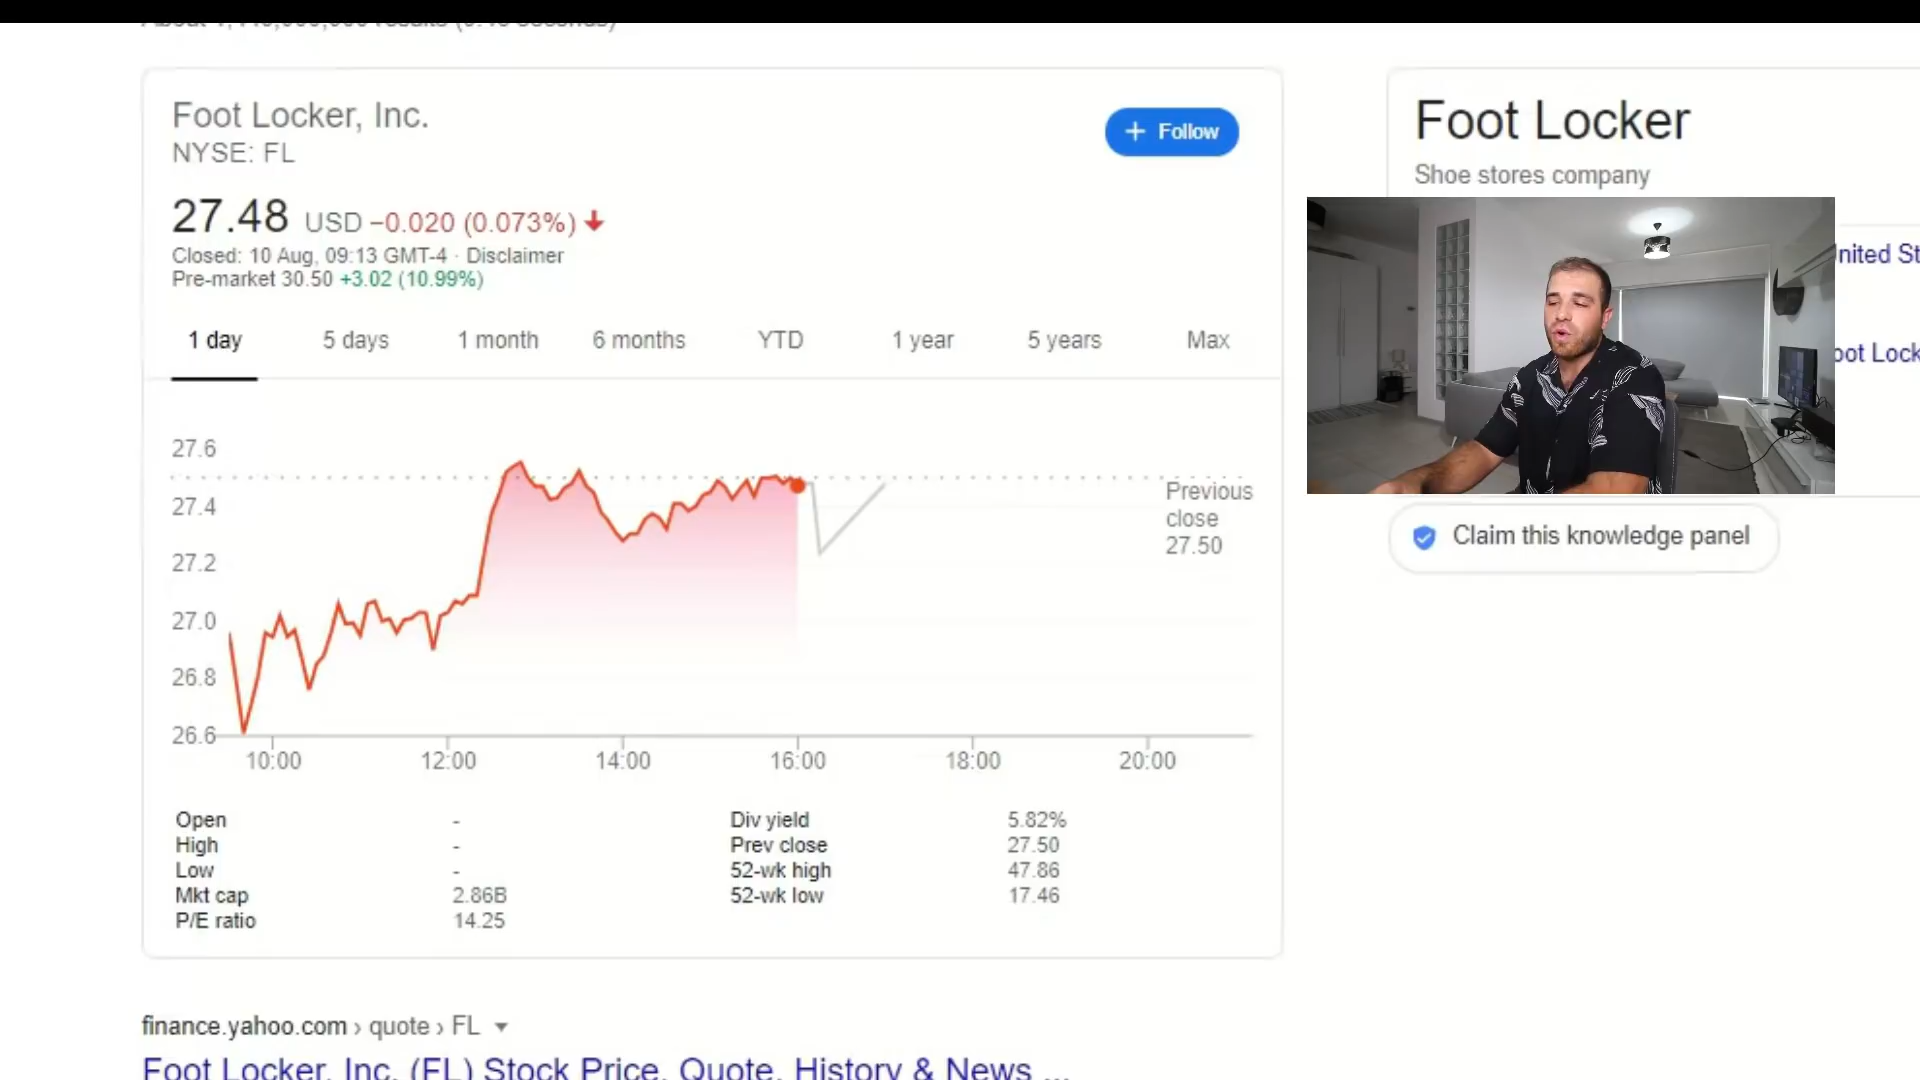 Foot Locker, Inc.
NYSE: FL
+ Follow
27.48 USD −0.020 (0.073%)
Closed: 10 Aug, 09:13 GMT-4 · Disclaimer
Pre-market 30.50 +3.02 (10.99%)
1 day 5 days 1 month 6 months YTD 1 year 5 years Max
27.6
27.4
27.2
27.0
26.8
26.6
Previous
close
27.50
10:00 12:00 14:00 16:00 18:00 20:00
Open - Div yield 5.82%
High - Prev close 27.50
Low - 52-wk high 47.86
Mkt cap 2.86B 52-wk low 17.46
P/E ratio 14.25
finance.yahoo.com › quote › FL
Foot Locker, Inc. (FL) Stock Price, Quote, History & News ...
Foot Locker
Shoe stores company
Claim this knowledge panel